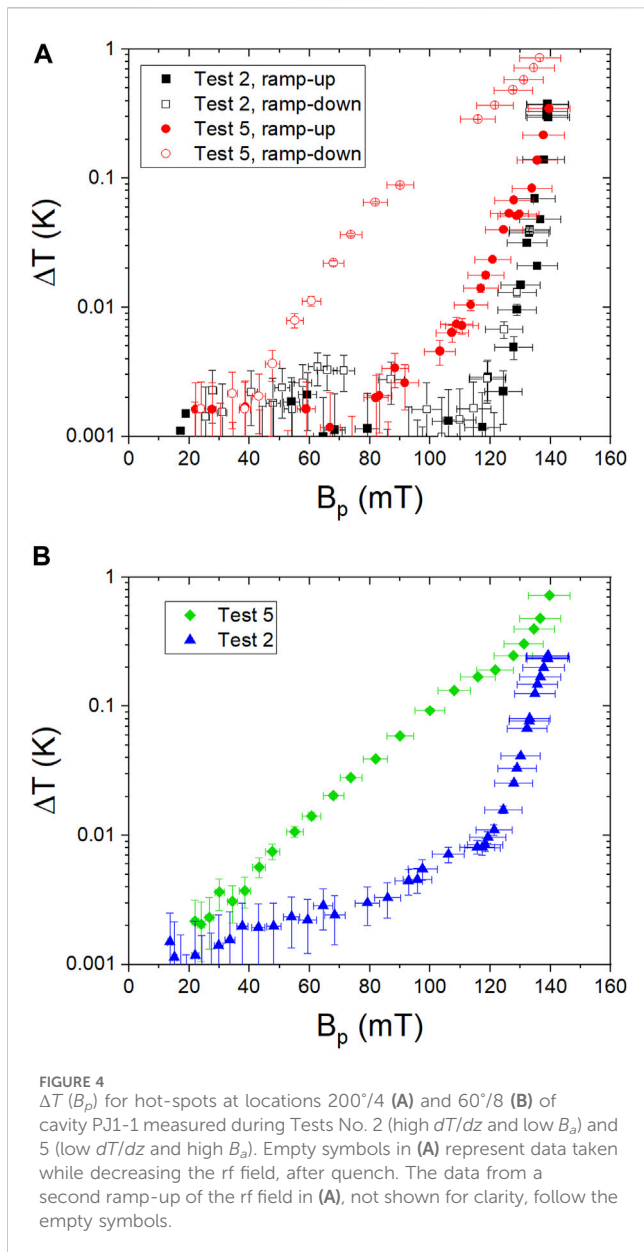 A
1
0.1
0.01
0.001
ΔT (K)
Test 2, ramp-up
Test 2, ramp-down
Test 5, ramp-up
Test 5, ramp-down
0 20 40 60 80 100 120 140 160
Bp (mT)
B
1
0.1
0.01
0.001
ΔT (K)
Test 5
Test 2
0 20 40 60 80 100 120 140 160
Bp (mT)
FIGURE 4
ΔT (Bp) for hot-spots at locations 200°/4 (A) and 60°/8 (B) of
cavity PJ1-1 measured during Tests No. 2 (high dT/dz and low Ba) and
5 (low dT/dz and high Ba). Empty symbols in (A) represent data taken
while decreasing the rf field, after quench. The data from a
second ramp-up of the rf field in (A), not shown for clarity, follow the
empty symbols.